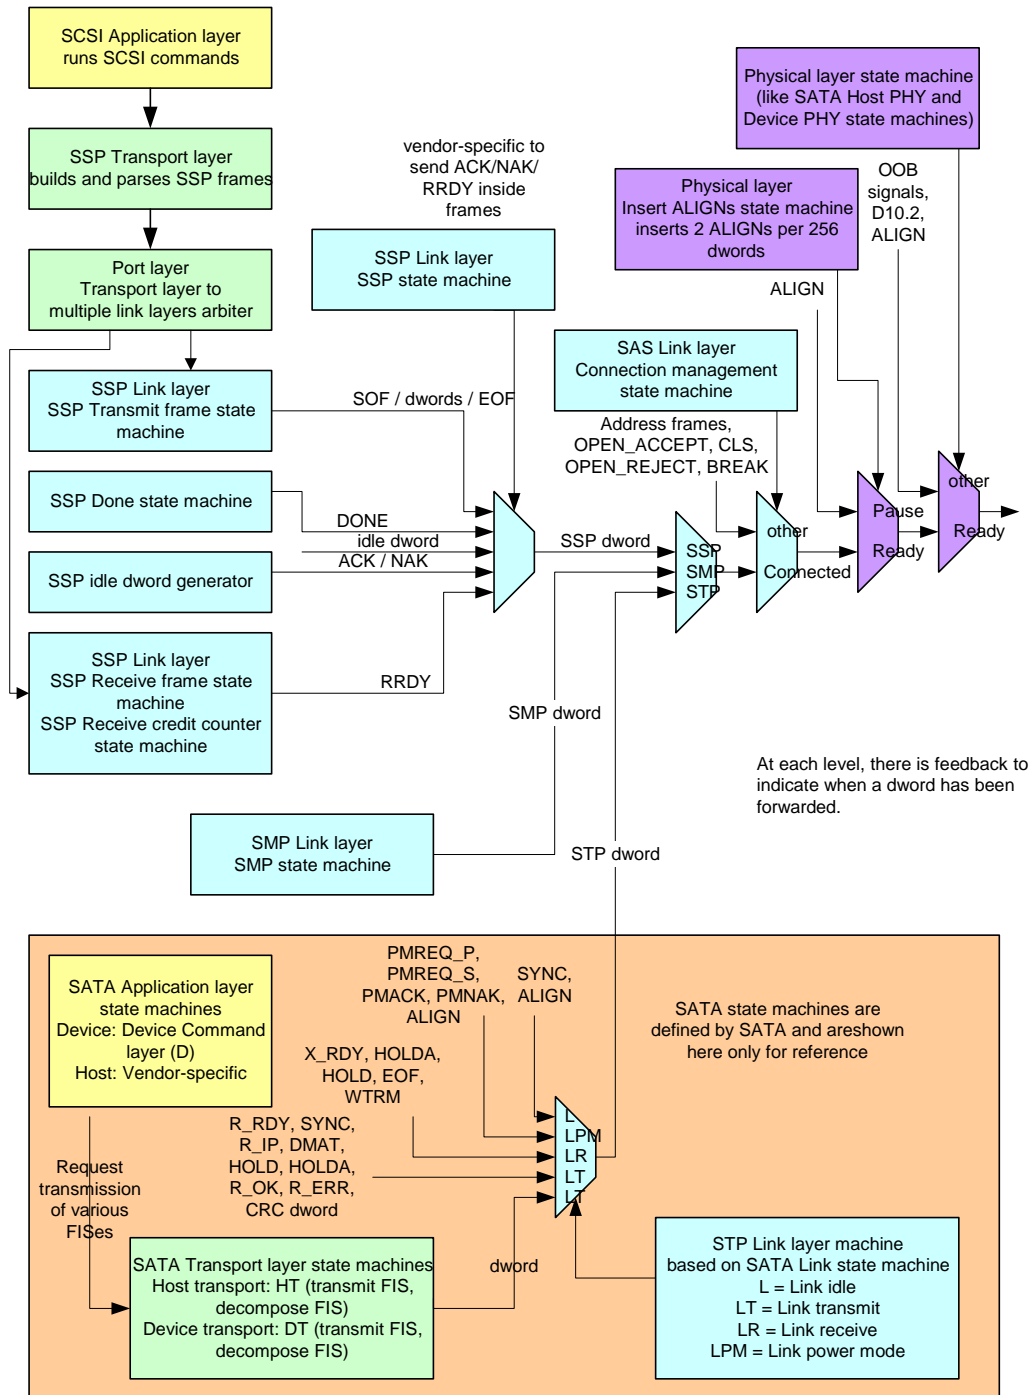 SCSI Application layer
runs SCSI commands
SSP Transport layer
builds and parses SSP frames
Port layer
Transport layer to
multiple link layers arbiter
SSP Link layer
SSP Transmit frame state
machine
SSP Done state machine
SSP idle dword generator
SSP Link layer
SSP Receive frame state
machine
SSP Receive credit counter
state machine
vendor-specific to
send ACK/NAK/
RRDY inside
frames
SSP Link layer
SSP state machine
SOF / dwords / EOF
DONE
idle dword
ACK / NAK
RRDY
SSP dword
SMP dword
STP dword
Physical layer state machine
(like SATA Host PHY and
Device PHY state machines)
Physical layer
Insert ALIGNs state machine
inserts 2 ALIGNs per 256
dwords
OOB
signals,
D10.2,
ALIGN
ALIGN
SAS Link layer
Connection management
state machine
Address frames,
OPEN_ACCEPT, CLS,
OPEN_REJECT, BREAK
SSP
SMP
STP
other
Connected
Pause
Ready
other
Ready
At each level, there is feedback to
indicate when a dword has been
forwarded.
SMP Link layer
SMP state machine
SATA Application layer
state machines
Device: Device Command
layer (D)
Host: Vendor-specific
PMREQ_P,
PMREQ_S,
PMACK, PMNAK,
ALIGN
SYNC,
ALIGN
X_RDY, HOLDA,
HOLD, EOF,
WTRM
R_RDY, SYNC,
R_IP, DMAT,
HOLD, HOLDA,
R_OK, R_ERR,
CRC dword
L
LPM
LR
LT
LT
SATA state machines are
defined by SATA and areshown
here only for reference
Request
transmission
of various
FISes
SATA Transport layer state machines
Host transport: HT (transmit FIS,
decompose FIS)
Device transport: DT (transmit FIS,
decompose FIS)
dword
STP Link layer machine
based on SATA Link state machine
L = Link idle
LT = Link transmit
LR = Link receive
LPM = Link power mode